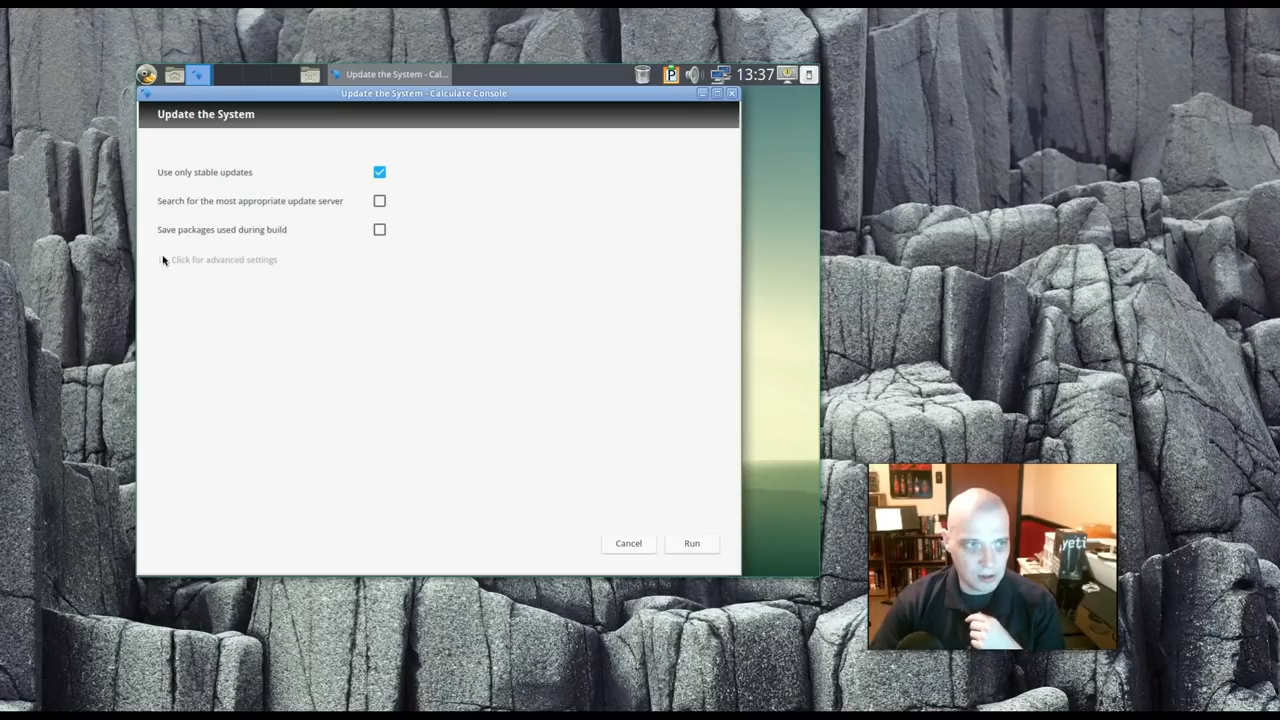 Update the System - Cal...
P
13:37
Update the System - Calculate Console
Update the System
Use only stable updates
Search for the most appropriate update server
Save packages used during build
Click for advanced settings
Cancel
Run
yeti